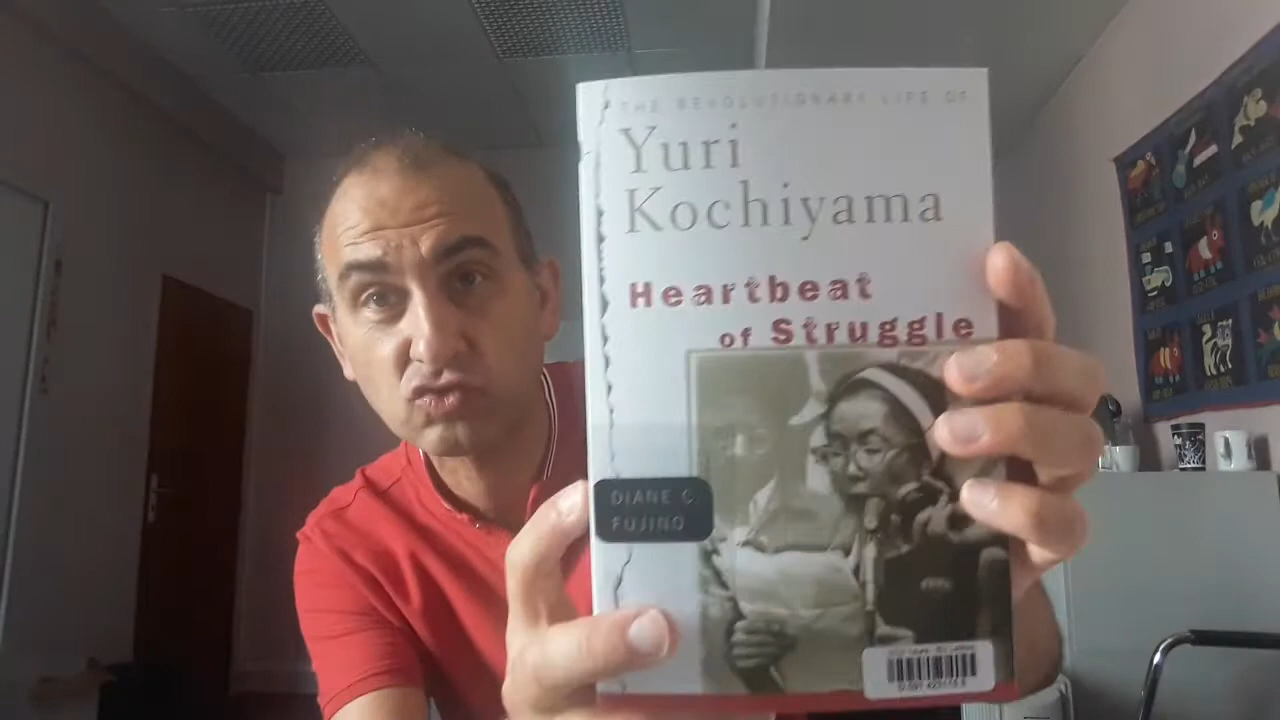 THE REVOLUTIONARY LIFE OF
Yuri
Kochiyama
Heartbeat
of Struggle
DIANE C.
FUJINO